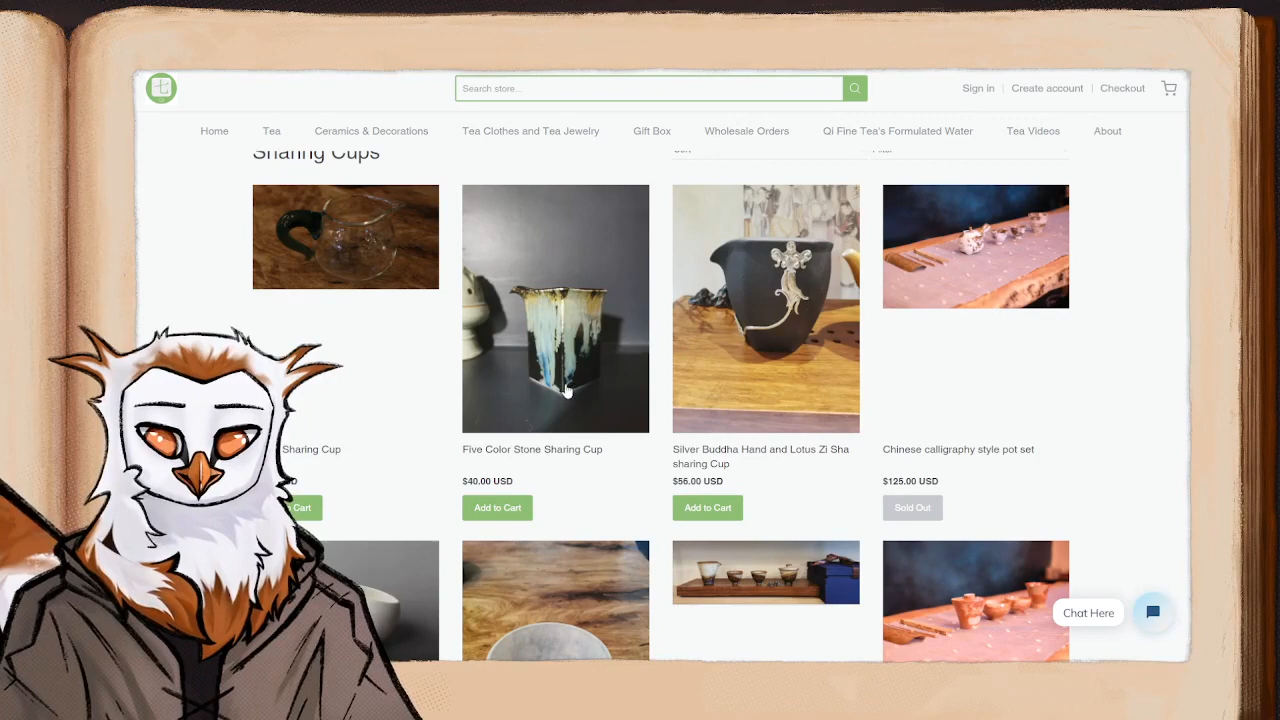 七
Search store...
Sign in
Create account
Checkout
Home
Tea
Ceramics & Decorations
Tea Clothes and Tea Jewelry
Gift Box
Wholesale Orders
Qi Fine Tea's Formulated Water
Tea Videos
About
Sharing Cups
Sharing Cup
Cart
Five Color Stone Sharing Cup
$40.00 USD
Add to Cart
Silver Buddha Hand and Lotus Zi Sha
sharing Cup
$56.00 USD
Add to Cart
Chinese calligraphy style pot set
$125.00 USD
Sold Out
Chat Here